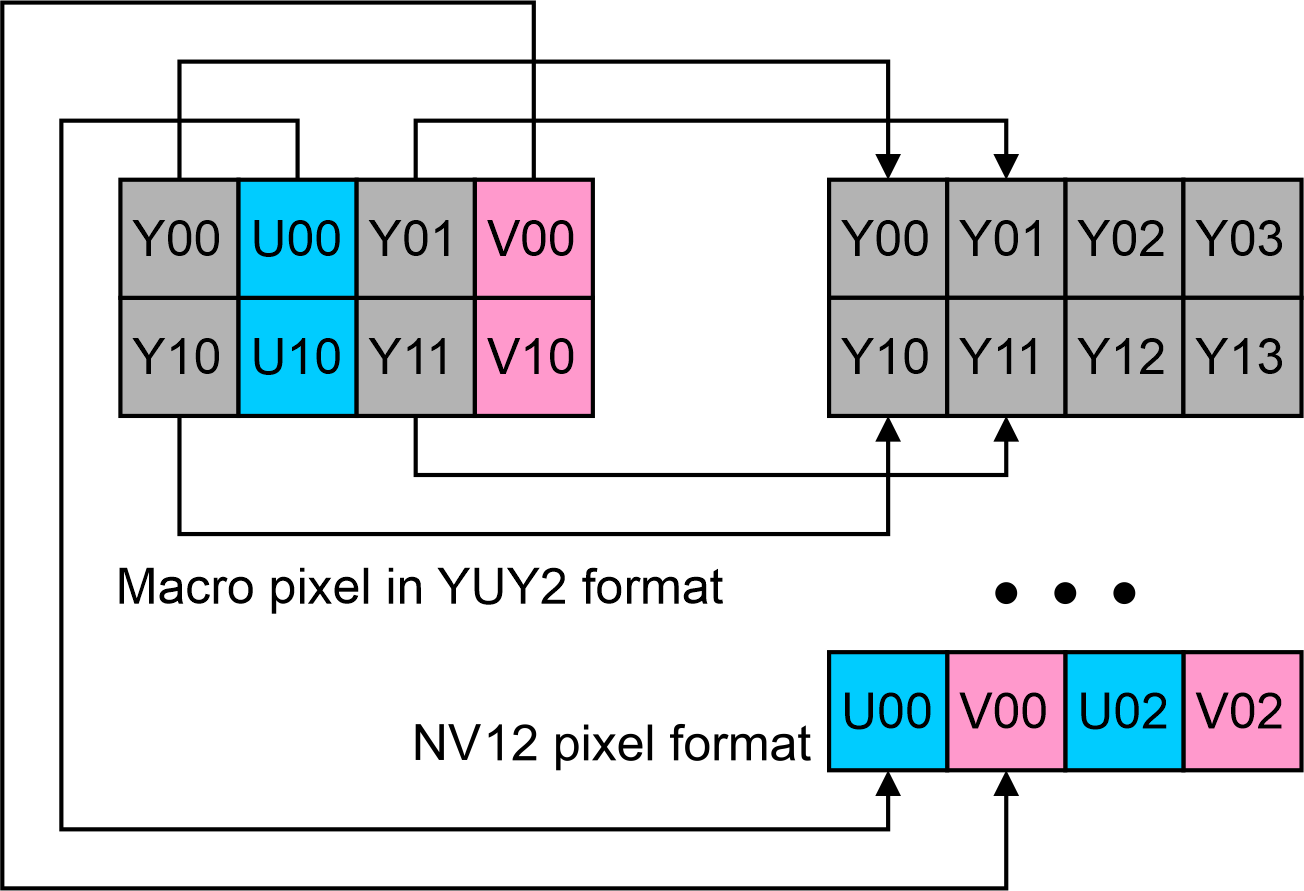 Y00 U00 Y01 V00
Y10 U10 Y11 V10
Y00 Y01 Y02 Y03
Y10 Y11 Y12 Y13
Macro pixel in YUY2 format
U00 V00 U02 V02
NV12 pixel format